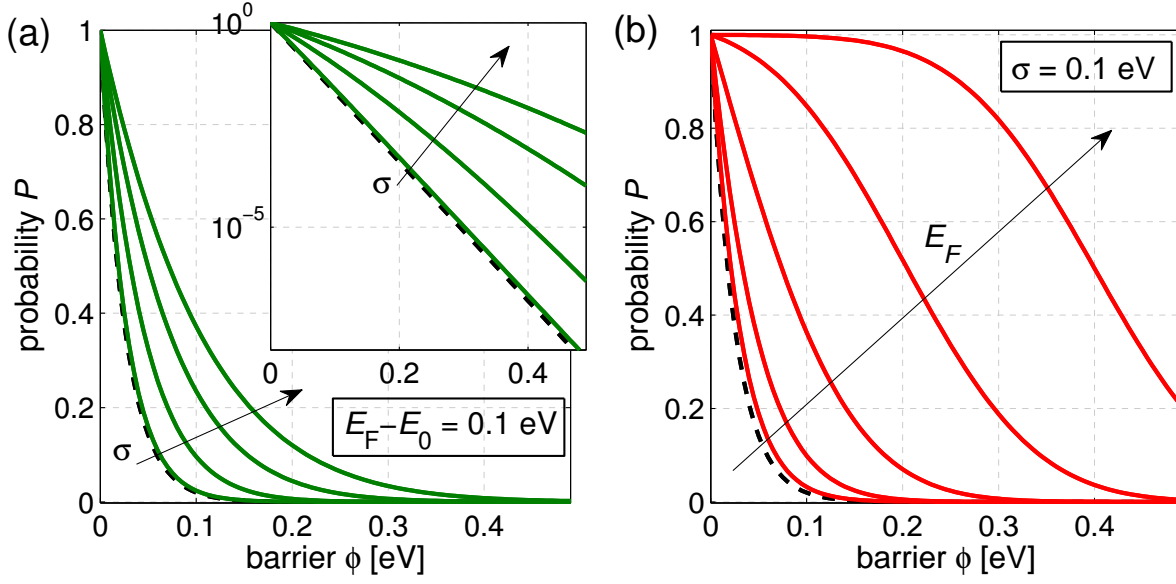 (a)
probability P
1
0.8
0.6
0.4
0.2
0
0 0.1 0.2 0.3 0.4
barrier ϕ [eV]
10^0
10^-5
0 0.2 0.4
σ
σ
E_F−E_0 = 0.1 eV
(b)
probability P
1
0.8
0.6
0.4
0.2
0
0 0.1 0.2 0.3 0.4
barrier ϕ [eV]
σ = 0.1 eV
E_F